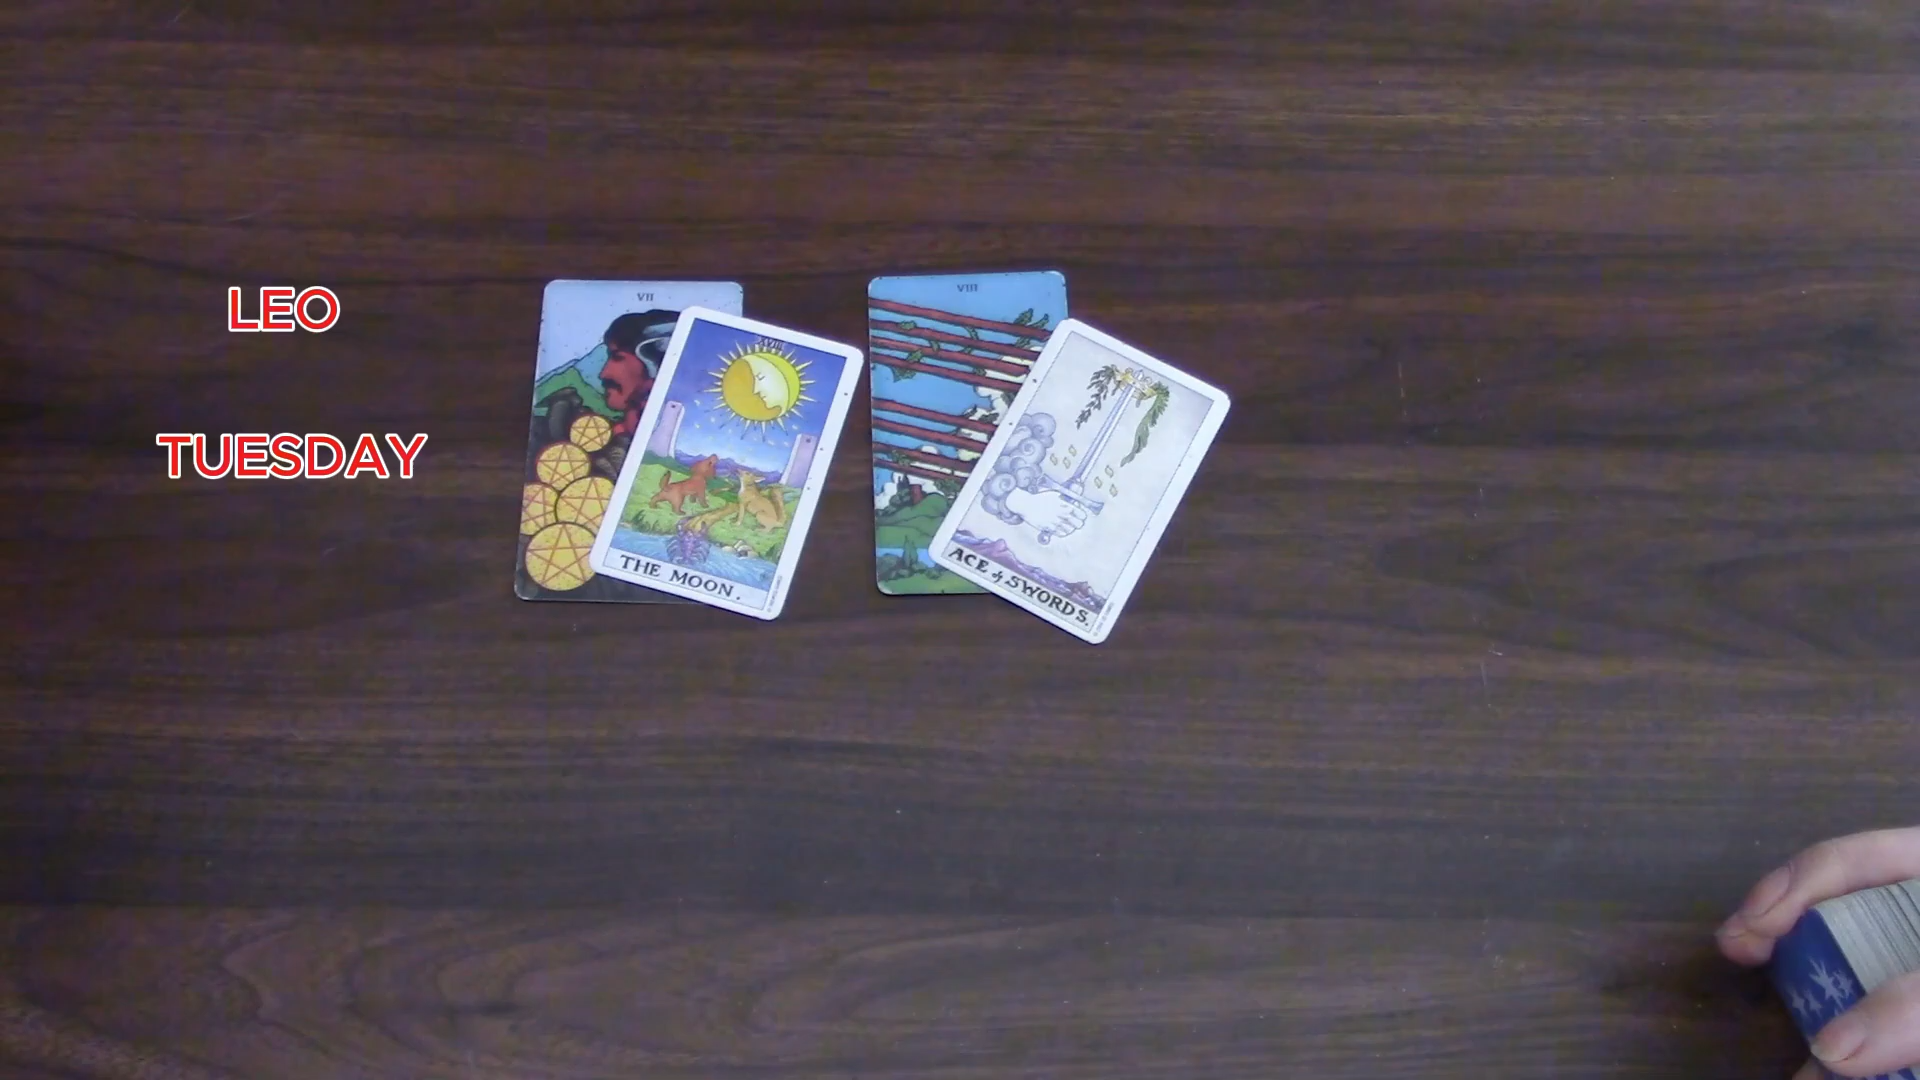 LEO
TUESDAY
VII
XVIII
THE MOON.
VIII
ACE of SWORDS.